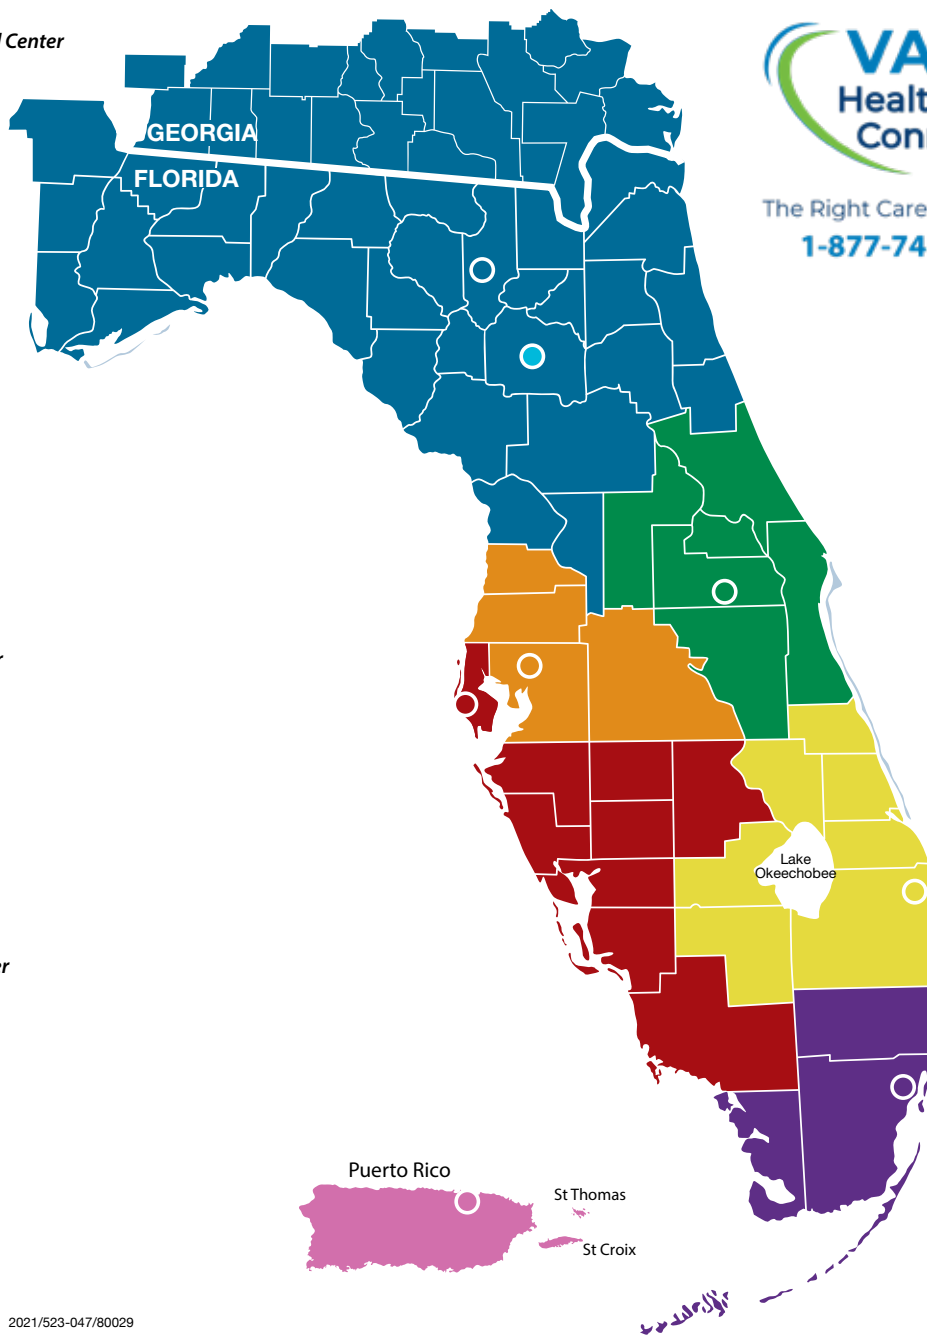 Center
VA
Healt
Con
The Right Care
1-877-74
GEORGIA
FLORIDA
Lake
Okeechobee
Puerto Rico
St Thomas
St Croix
2021/523-047/80029